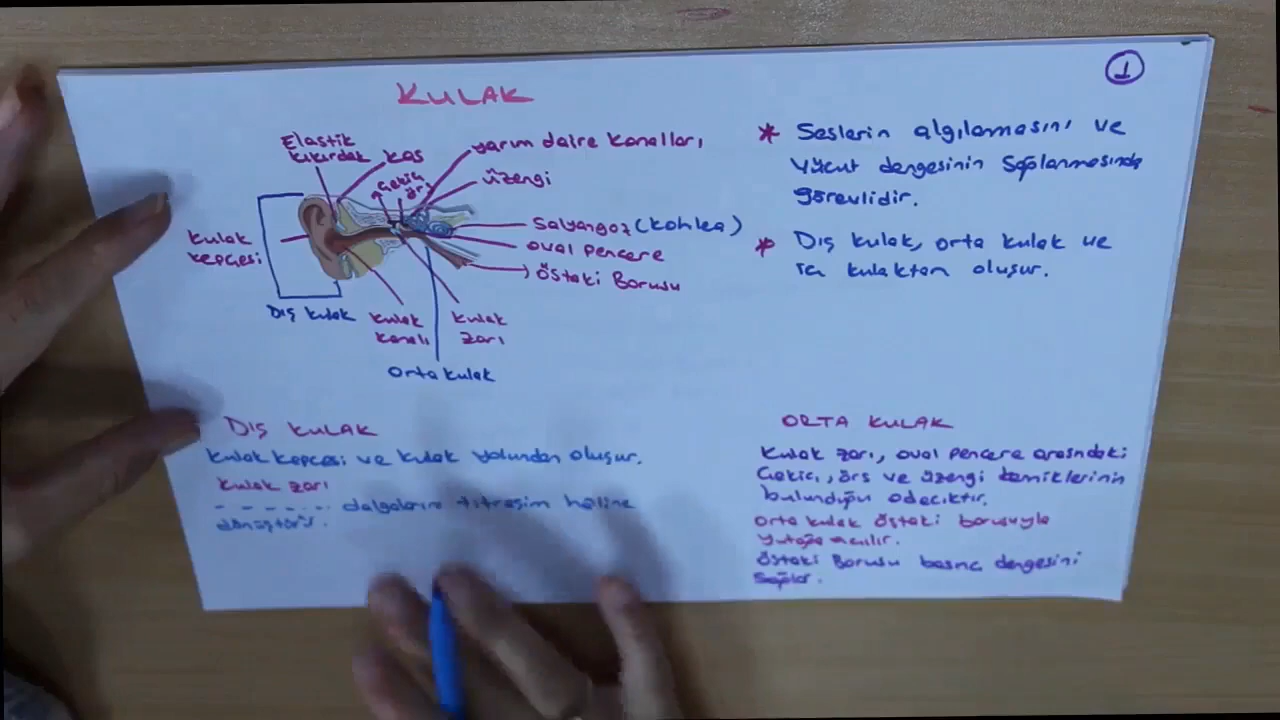 1
KULAK
Elastik
kıkırdak
kas
Çekiç
örs
yarım daire kanalları
üzengi
Salyangoz (kohlea)
oval pencere
östaki Borusu
kulak
kepçesi
Dış kulak
kulak
kanalı
kulak
zarı
Orta kulak
* Seslerin algılamasını ve
vücut dengesinin sağlanmasında
görevlidir.
* Dış kulak, orta kulak ve
iç kulaktan oluşur.
DIŞ KULAK
kulak kepçesi ve kulak yolundan oluşur.
kulak zarı
- - - - - - - dalgalarını titreşim haline
dönüştürür.
ORTA KULAK
kulak zarı, oval pencere arasındaki
Çekiç, örs ve üzengi kemiklerinin
bulunduğu odacıktır.
Orta kulak östaki borusuyla
yutağa açılır.
östaki Borusu basınç dengesini
sağlar.